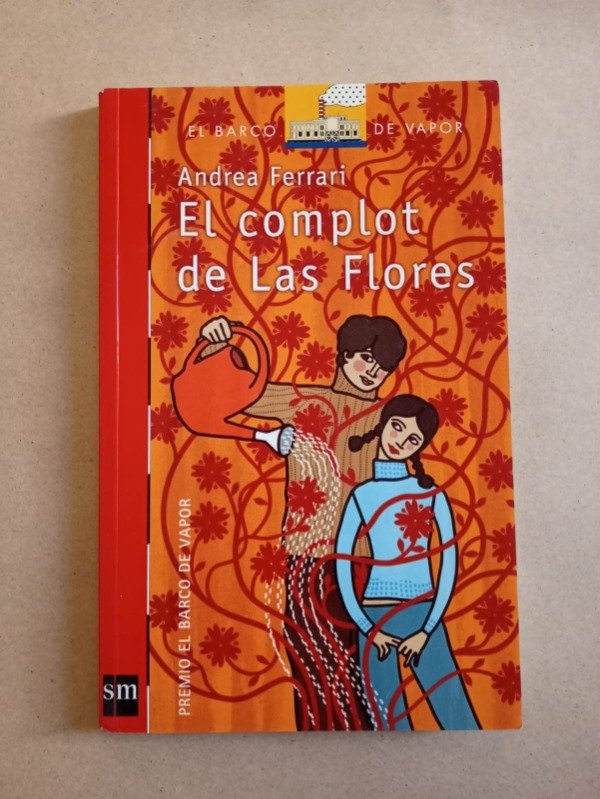 EL BARCO DE VAPOR
Andrea Ferrari
El complot
de Las Flores
PREMIO EL BARCO DE VAPOR
sm